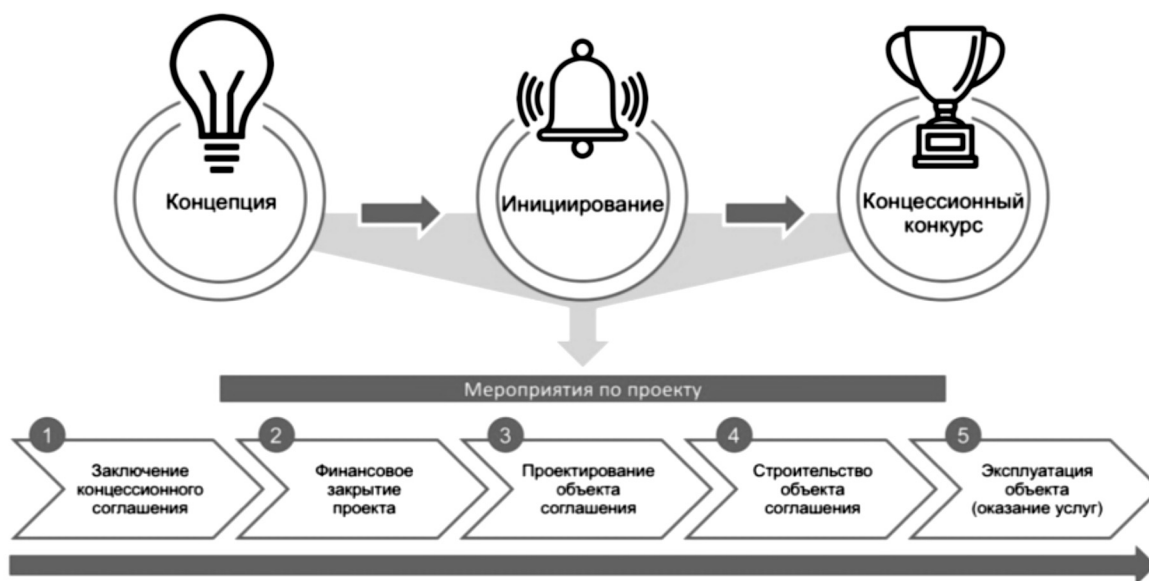 Концепция
Инициирование
Концессионный
конкурс
Мероприятия по проекту
1
Заключение
концессионного
соглашения
2
Финансовое
закрытие
проекта
3
Проектирование
объекта
соглашения
4
Строительство
объекта
соглашения
5
Эксплуатация
объекта
(оказание услуг)